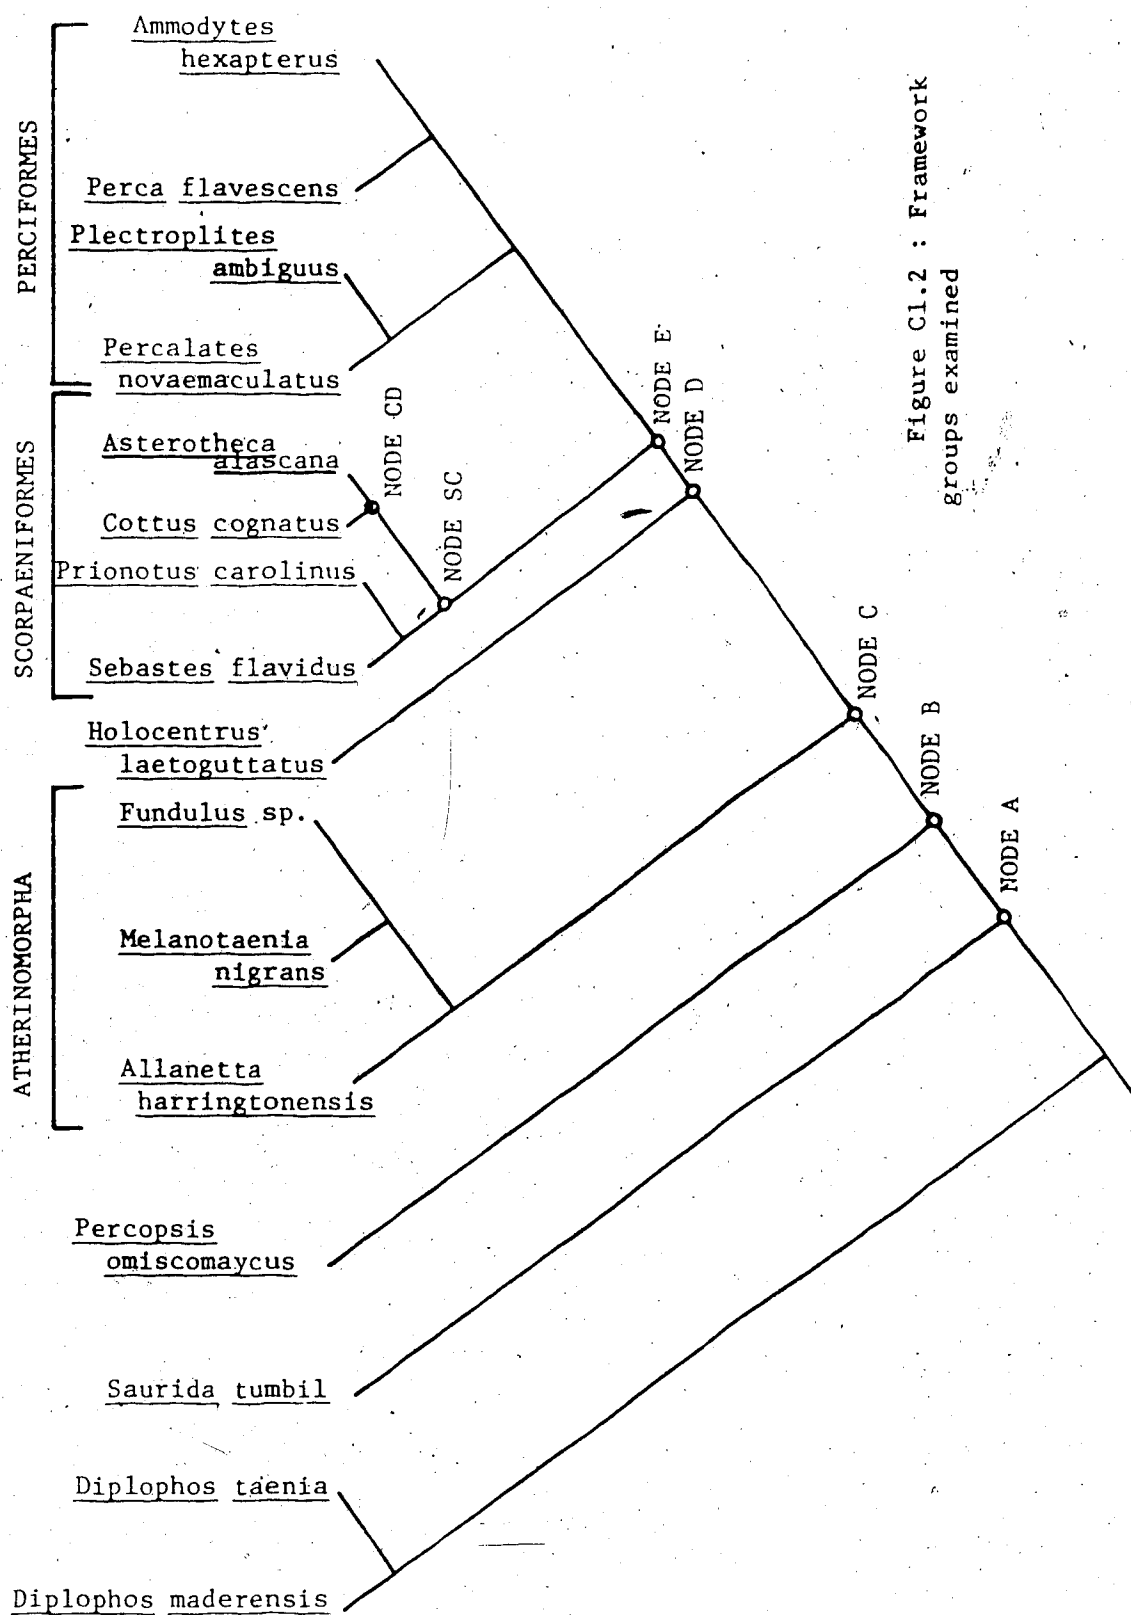 Ammodytes
hexapterus
Perca flavescens
Plectroplites
ambiguus
Percalates
novaemaculatus
PERCIFORMES
Asterotheca
alascana
Cottus cognatus
Prionotus carolinus
Sebastes flavidus
SCORPAENIFORMES
Holocentrus
laetoguttatus
Fundulus sp.
Melanotaenia
nigrans
Allanetta
harringtonensis
ATHERINOMORPHA
Percopsis
omiscomaycus
Saurida tumbil
Diplophos taenia
Diplophos maderensis
NODE CD
NODE SC
NODE E
NODE D
NODE C
NODE B
NODE A
Figure C1.2 : Framework
groups examined